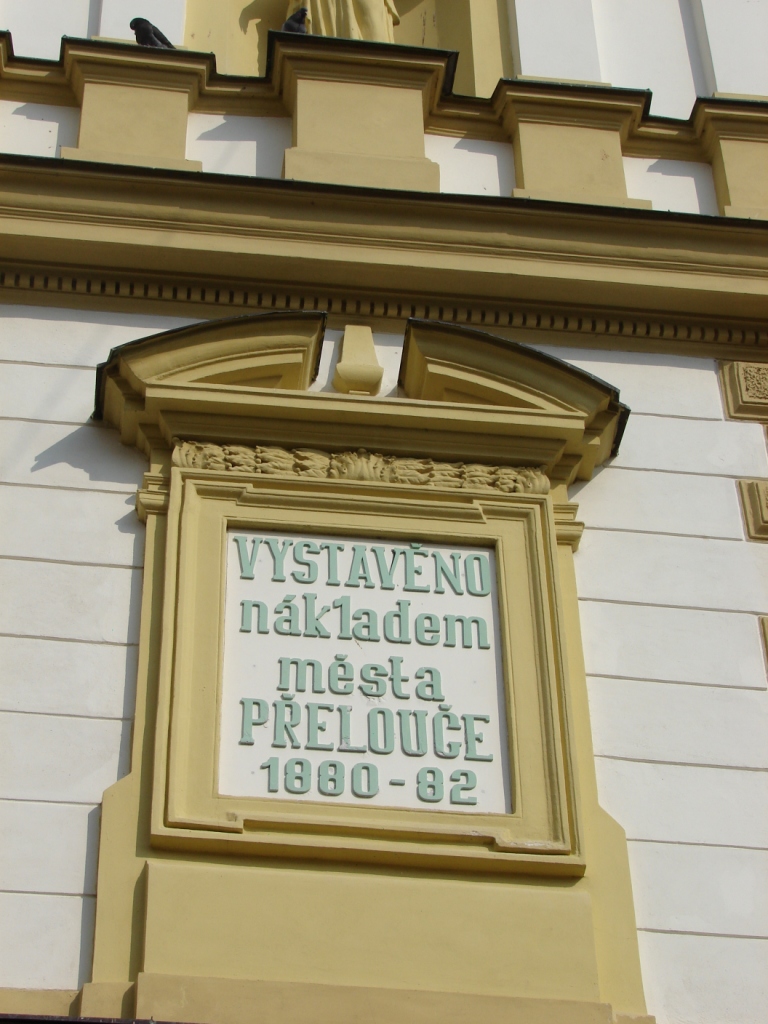 VYSTAVĚNO
nákladem
města
PŘELOUČE
1880-82